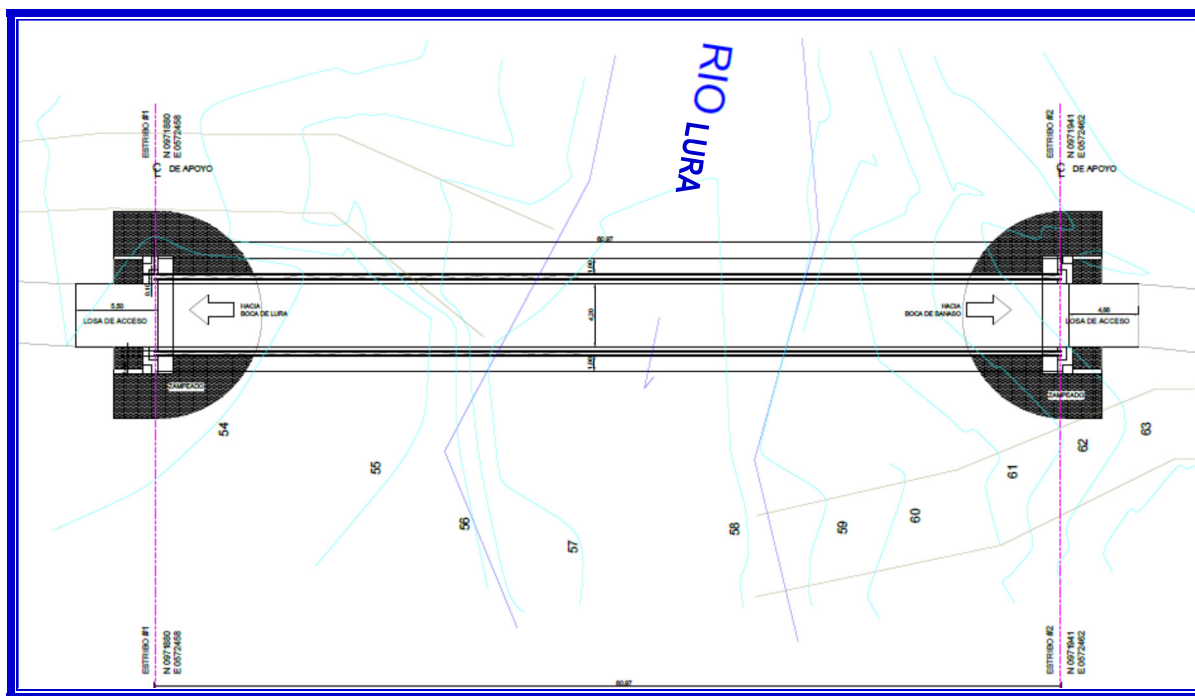 RIO LURA
ESTRIBO #1
N 0971880
E 0572458
ESTRIBO #2
N 0971941
E 0572462
℄ DE APOYO
℄ DE APOYO
60,97
1,00
0,10
5,50
LOSA DE ACCESO
HACIA
BOCA DE LURA
4,20
HACIA
BOCA DE BANASO
LOSA DE ACCESO
1,00
ZAMPEADO
ZAMPEADO
54
55
56
57
58
59
60
61
62
63
ESTRIBO #1
N 0971880
E 0572458
ESTRIBO #2
N 0971941
E 0572462
60,97